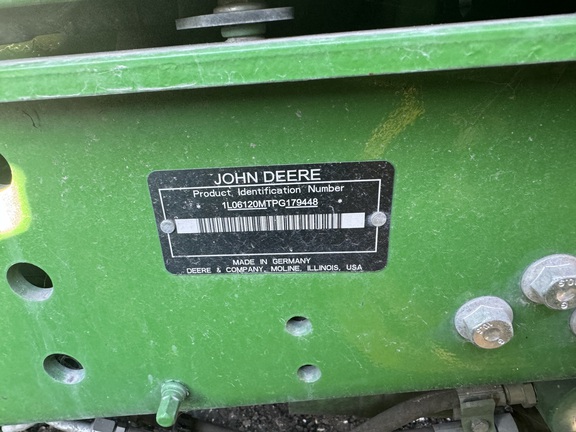 JOHN DEERE
Product Identification Number
1L06120MTPG179448
MADE IN GERMANY
DEERE & COMPANY, MOLINE, ILLINOIS, USA